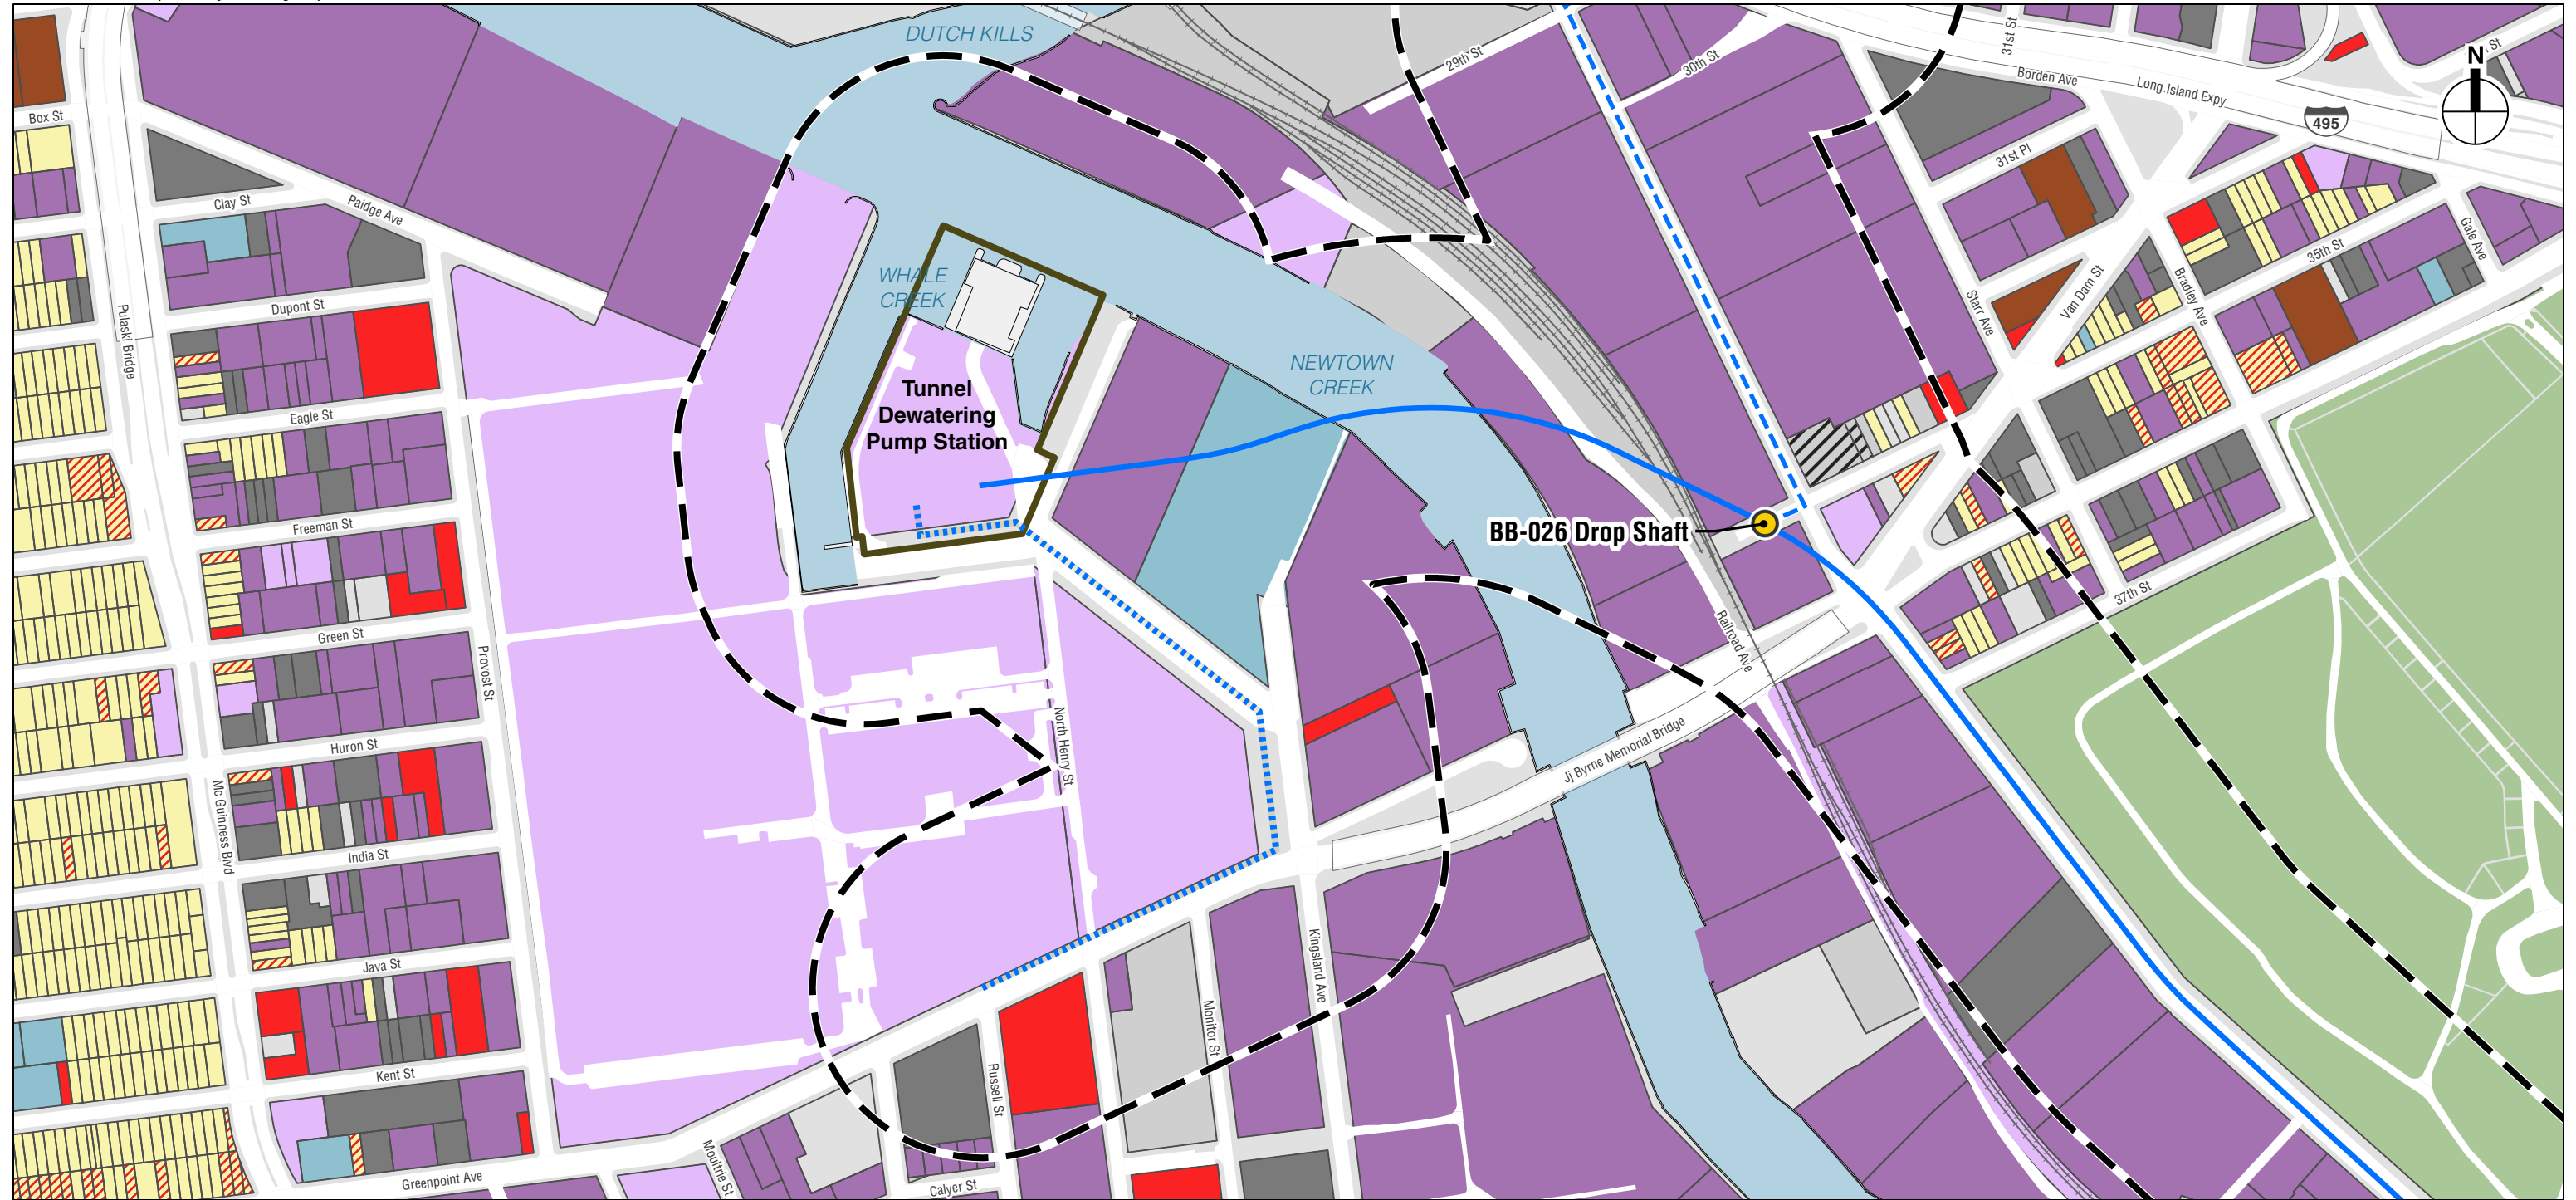 DUTCH KILLS
29th St
30th St
31st St
Borden Ave
Long Island Expy
495
St
N
Box St
Clay St
Paidge Ave
31st Pl
Gale Ave
35th St
Bradley Ave
Van Dam St
Starr Ave
WHALE
CREEK
Pulaski Bridge
Dupont St
NEWTOWN
CREEK
Tunnel
Dewatering
Pump Station
Eagle St
Freeman St
BB-026 Drop Shaft
37th St
Green St
Provost St
Railroad Ave
North Henry St
Huron St
Jj Byrne Memorial Bridge
Mc Guinness Blvd
India St
Java St
Kingsland Ave
Monitor St
Kent St
Russell St
Moultrie St
Greenpoint Ave
Calyer St